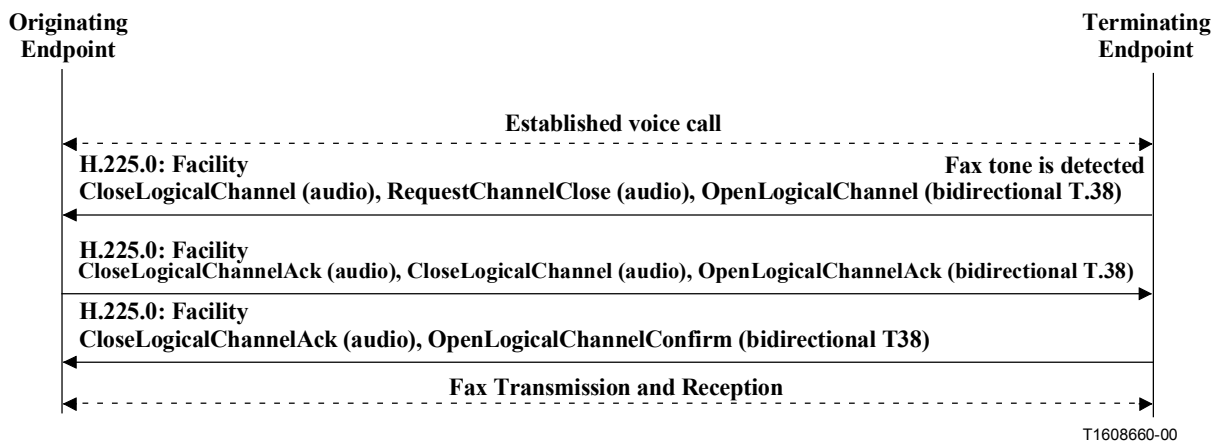 Originating
Endpoint
Terminating
Endpoint
Established voice call
H.225.0: Facility
Fax tone is detected
CloseLogicalChannel (audio), RequestChannelClose (audio), OpenLogicalChannel (bidirectional T.38)
H.225.0: Facility
CloseLogicalChannelAck (audio), CloseLogicalChannel (audio), OpenLogicalChannelAck (bidirectional T.38)
H.225.0: Facility
CloseLogicalChannelAck (audio), OpenLogicalChannelConfirm (bidirectional T38)
Fax Transmission and Reception
T1608660-00